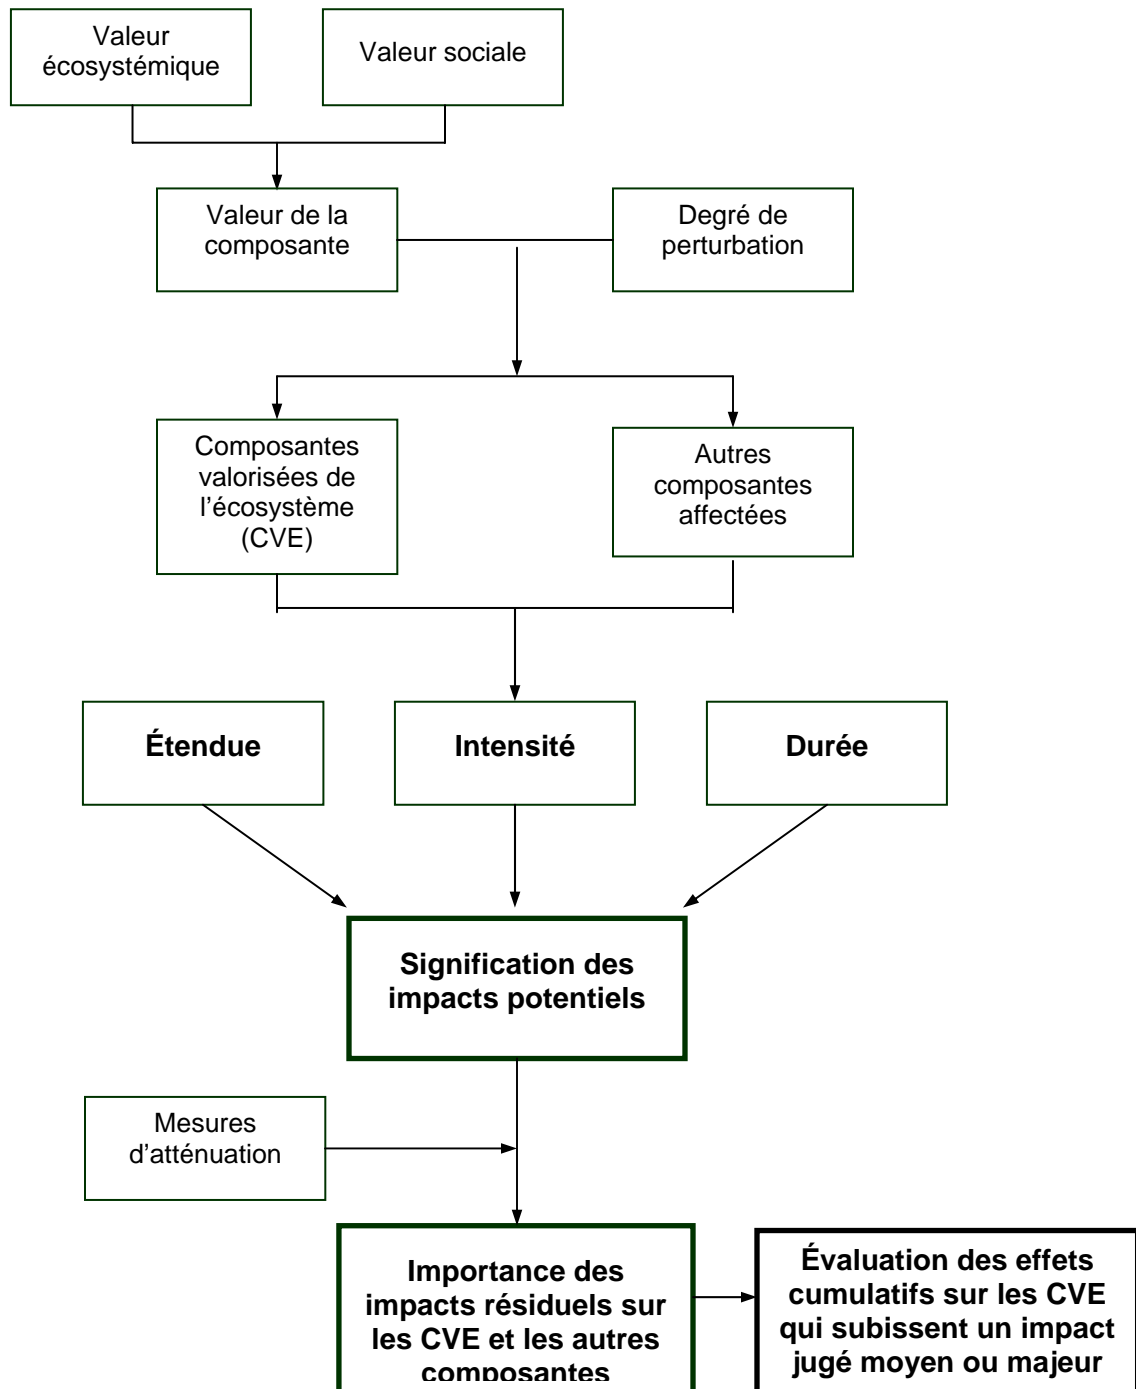 Valeur
écosystémique
Valeur sociale
Valeur de la
composante
Degré de
perturbation
Composantes
valorisées de
l’écosystème
(CVE)
Autres
composantes
affectées
Étendue
Intensité
Durée
Signification des
impacts potentiels
Mesures
d’atténuation
Importance des
impacts résiduels sur
les CVE et les autres
composantes
Évaluation des effets
cumulatifs sur les CVE
qui subissent un impact
jugé moyen ou majeur